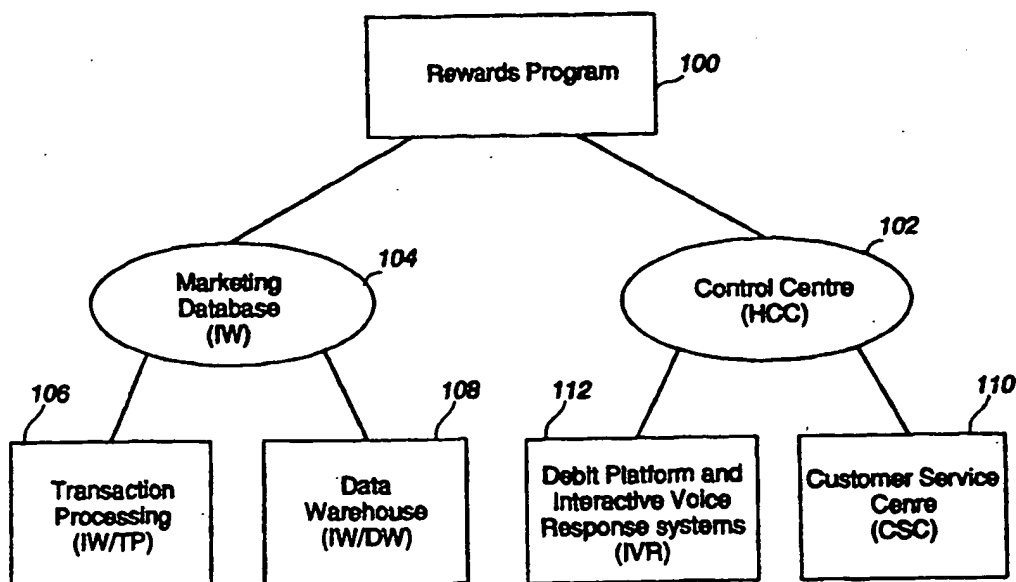 Rewards Program
100
102
104
Marketing
Database
(IW)
Control Centre
(HCC)
106
108
112
110
Transaction
Processing
(IW/TP)
Data
Warehouse
(IW/DW)
Debit Platform and
Interactive Voice
Response systems
(IVR)
Customer Service
Cenre
(CSC)